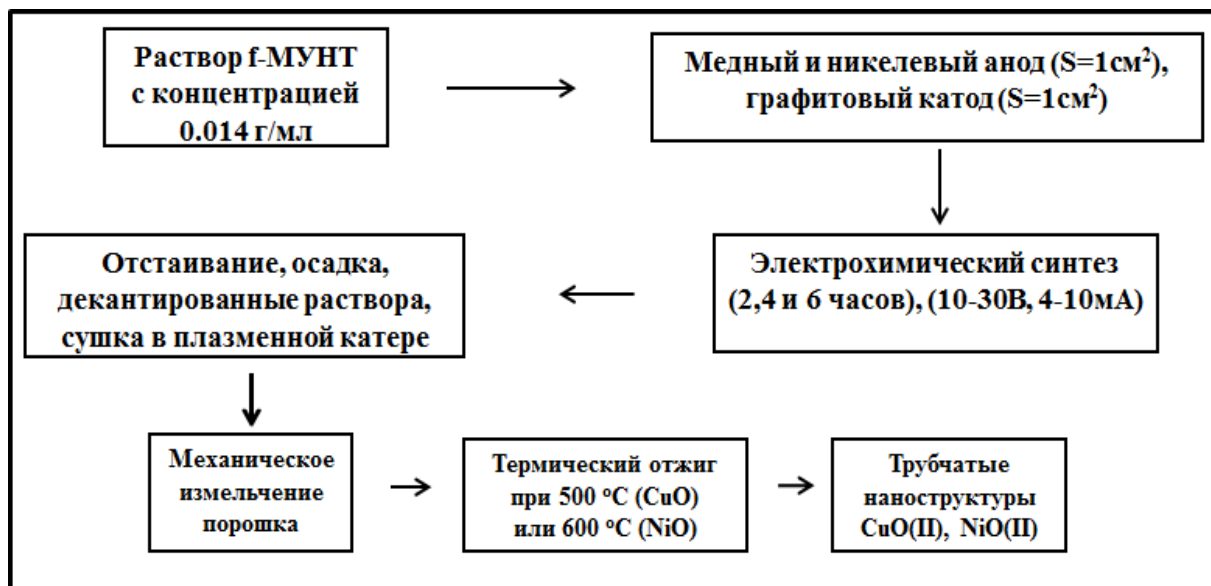 Раствор f-МУНТ
с концентрацией
0.014 г/мл
Медный и никелевый анод (S=1см²),
графитовый катод (S=1см²)
Электрохимический синтез
(2,4 и 6 часов), (10-30В, 4-10мА)
Отстаивание, осадка,
декантированные раствора,
сушка в плазменной катере
Механическое
измельчение
порошка
Термический отжиг
при 500 °С (CuO)
или 600 °С (NiO)
Трубчатые
наноструктуры
CuO(II), NiO(II)